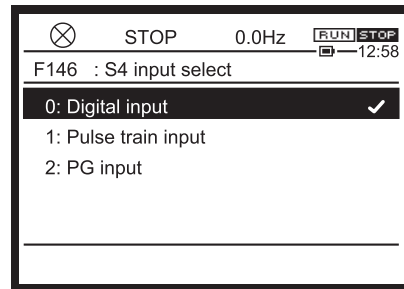 STOP 0.0Hz RUN STOP
12:58
F146 : S4 input select
0: Digital input
1: Pulse train input
2: PG input